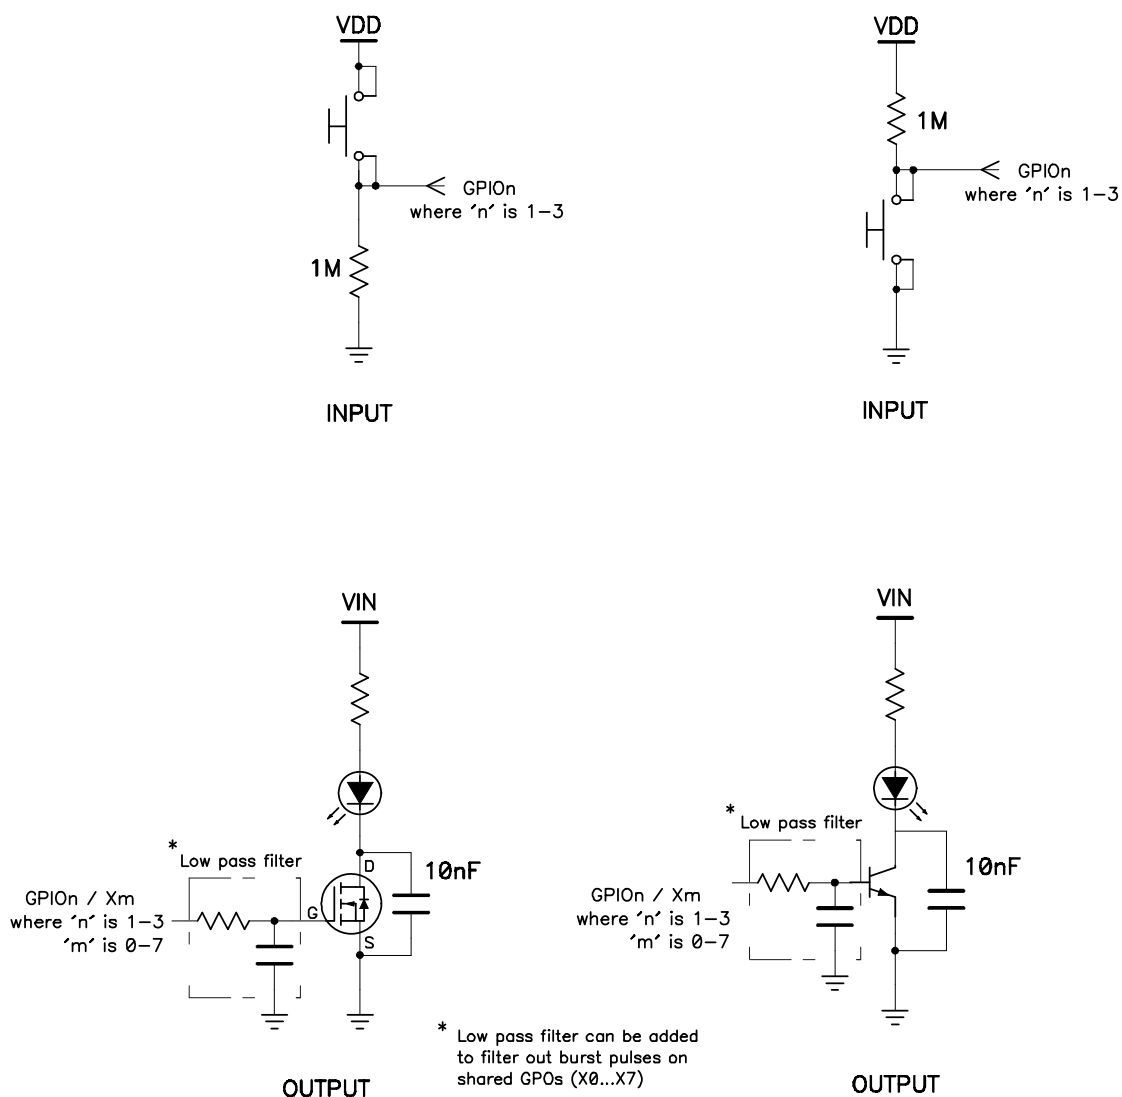 VDD
1M
GPIOn
where 'n' is 1-3
INPUT
VDD
1M
GPIOn
where 'n' is 1-3
INPUT
VIN
* Low pass filter
GPIOn / Xm
where 'n' is 1-3
'm' is 0-7
G
D
S
10nF
OUTPUT
* Low pass filter can be added
to filter out burst pulses on
shared GPOs (X0...X7)
VIN
* Low pass filter
GPIOn / Xm
where 'n' is 1-3
'm' is 0-7
10nF
OUTPUT